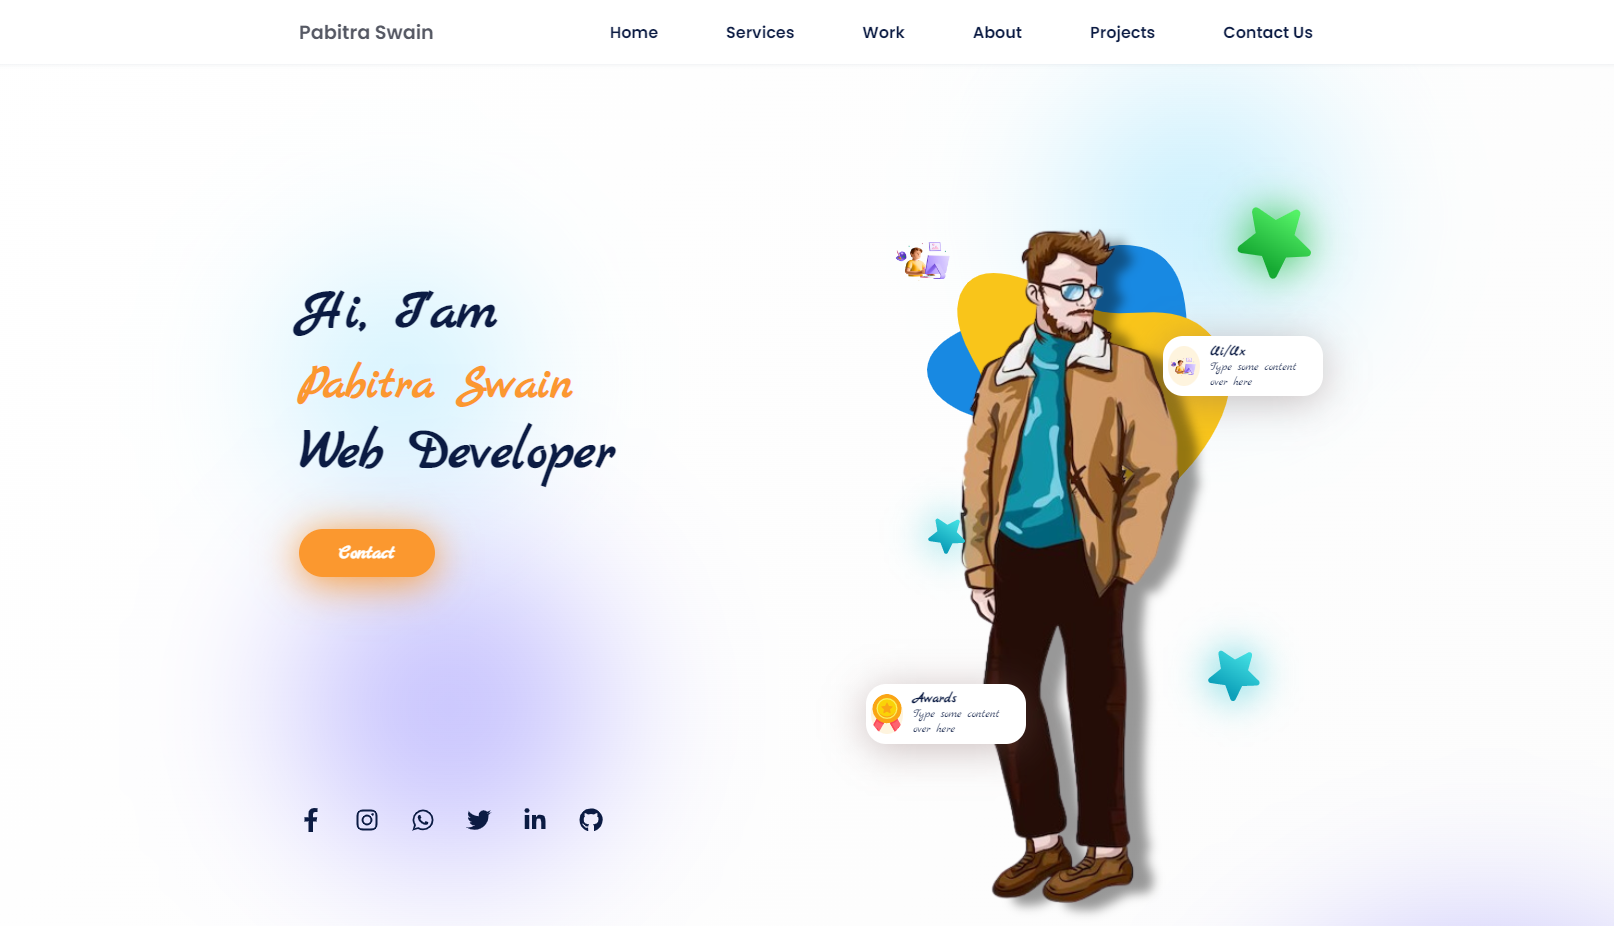 Pabitra Swain
Home Services Work About Projects Contact Us
Hi, I'am
Pabitra Swain
Web Developer
Contact
Ui/Ux
Type some content
over here
Awards
Type some content
over here